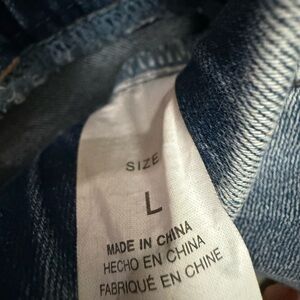 SIZE
L
MADE IN CHINA
HECHO EN CHINA
FABRIQUÉ EN CHINE